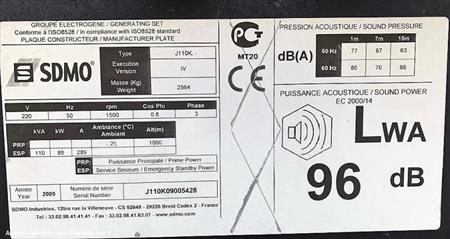 GROUPE ELECTROGENE / GENERATING SET
Conforme à l'ISO8528 / In compliance with ISO8528 standard
PLAQUE CONSTRUCTEUR / MANUFACTURER PLATE
SDMO
Type J110K
Execution Version IV
Masse (Kg) Weight 2564
V Hz rpm Cos Phi Phase
220 50 1500 0.8 3
kVA kW A Ambiance (°C) Ambiant Alt(m)
PRP 25 1000
ESP 110 88 289
PRP: Puissance Principale / Prime Power
ESP: Service Secours / Emergency Standby Power
Année Year 2009 Numéro de série Serial Number J110K09005428
SDMO Industries, 12bis rue la Villeneuve - CS 92848 - 29228 Brest Cedex 2 - France
Tel : 33.02.98.41.41.41 - Fax : 33.02.98.41.63.07 - www.sdmo.com
MT20
CE
PRESSION ACOUSTIQUE / SOUND PRESSURE
dB(A) 1m 7m 15m
50 Hz 77 67 63
60 Hz 80 70 66
PUISSANCE ACOUSTIQUE / SOUND POWER
EC 2000/14
LWA
96 dB